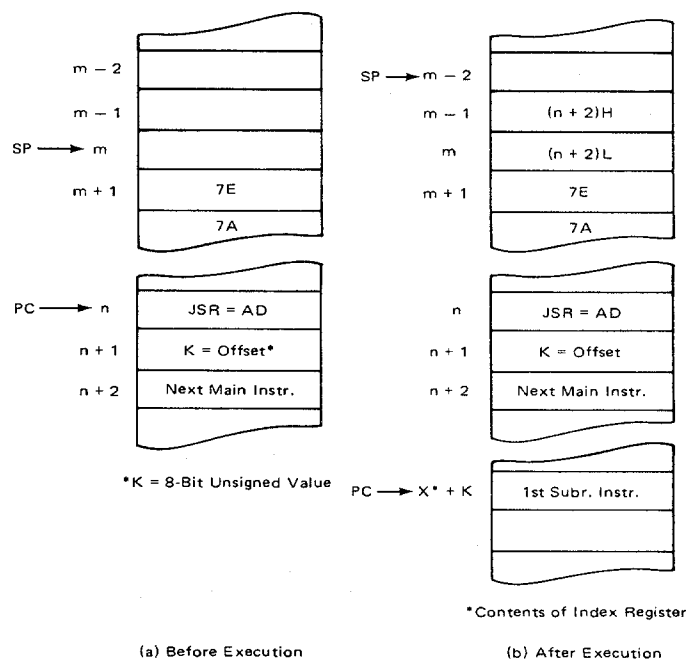 m – 2
m – 1
SP → m
m + 1 7E
7A
PC → n JSR = AD
n + 1 K = Offset*
n + 2 Next Main Instr.
*K = 8-Bit Unsigned Value
(a) Before Execution
SP → m – 2
m – 1 (n + 2)H
m (n + 2)L
m + 1 7E
7A
n JSR = AD
n + 1 K = Offset
n + 2 Next Main Instr.
PC → X* + K 1st Subr. Instr.
*Contents of Index Register
(b) After Execution